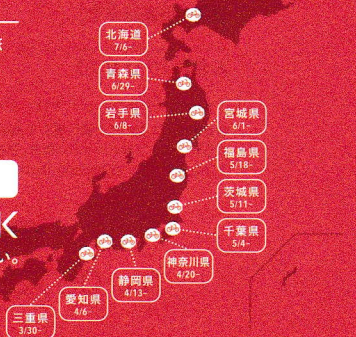 北海道
7/6-
青森県
6/29-
岩手県
6/8-
宮城県
6/1-
福島県
5/18-
茨城県
5/11-
千葉県
5/4-
神奈川県
4/20-
静岡県
4/13-
愛知県
4/6
三重県
3/30-
K
い。